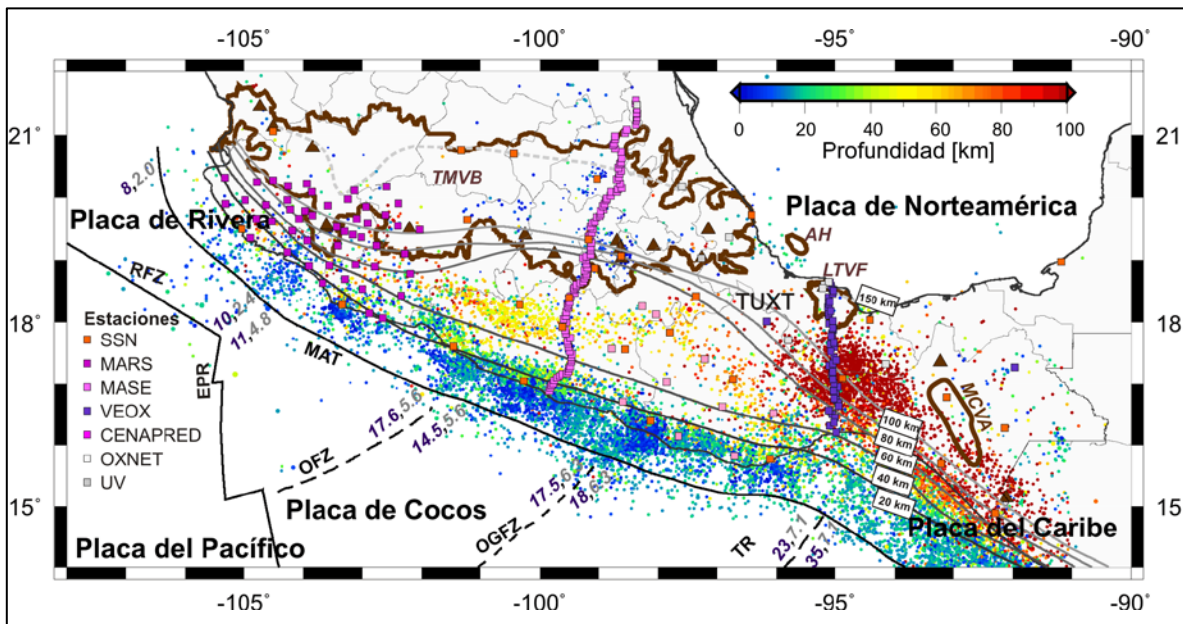 -105° -100° -95° -90°
21° 21
0 20 40 60 80 100
Profundidad [km]
TMVB
8,2.0
Placa de Rivera
Placa de Norteamérica
AH
LTVF
RFZ
TUXT
150 km
18° 18
10,2.4
11,4.8
Estaciones
SSN
MARS
MASE
VEOX
CENAPRED
OXNET
UV
EPR
MAT
MCVA
17.6,5.6
14.5,5.6
100 km
80 km
60 km
40 km
20 km
OFZ
15° 15
17.5,6.
18,6.
Placa de Cocos
Placa del Caribe
OGFZ
TR
23,7.1
35,7.
Placa del Pacífico
-105° -100° -95° -90°